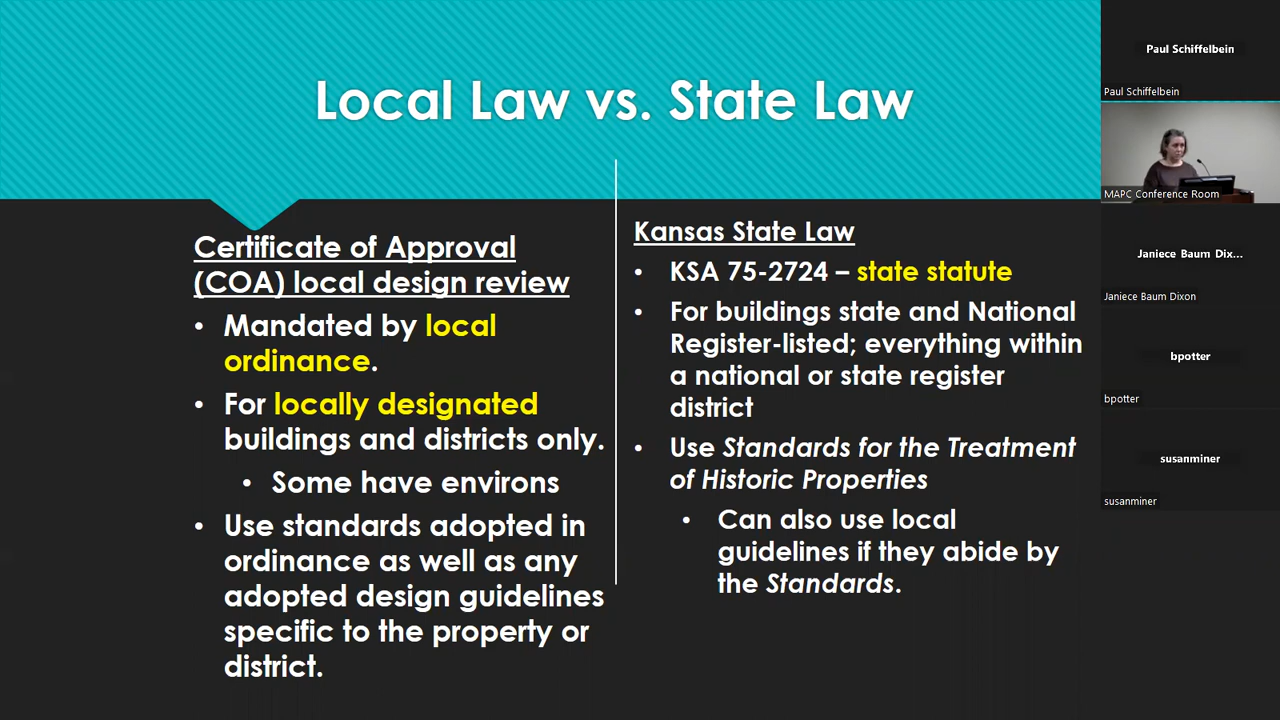 Local Law vs. State Law
Certificate of Approval
(COA) local design review
• Mandated by local
ordinance.
• For locally designated
buildings and districts only.
• Some have environs
• Use standards adopted in
ordinance as well as any
adopted design guidelines
specific to the property or
district.
Kansas State Law
• KSA 75-2724 – state statute
• For buildings state and National
Register-listed; everything within
a national or state register
district
• Use Standards for the Treatment
of Historic Properties
• Can also use local
guidelines if they abide by
the Standards.
Paul Schiffelbein
Paul Schiffelbein
MAPC Conference Room
Janiece Baum Dix...
Janiece Baum Dixon
bpotter
bpotter
susanminer
susanminer